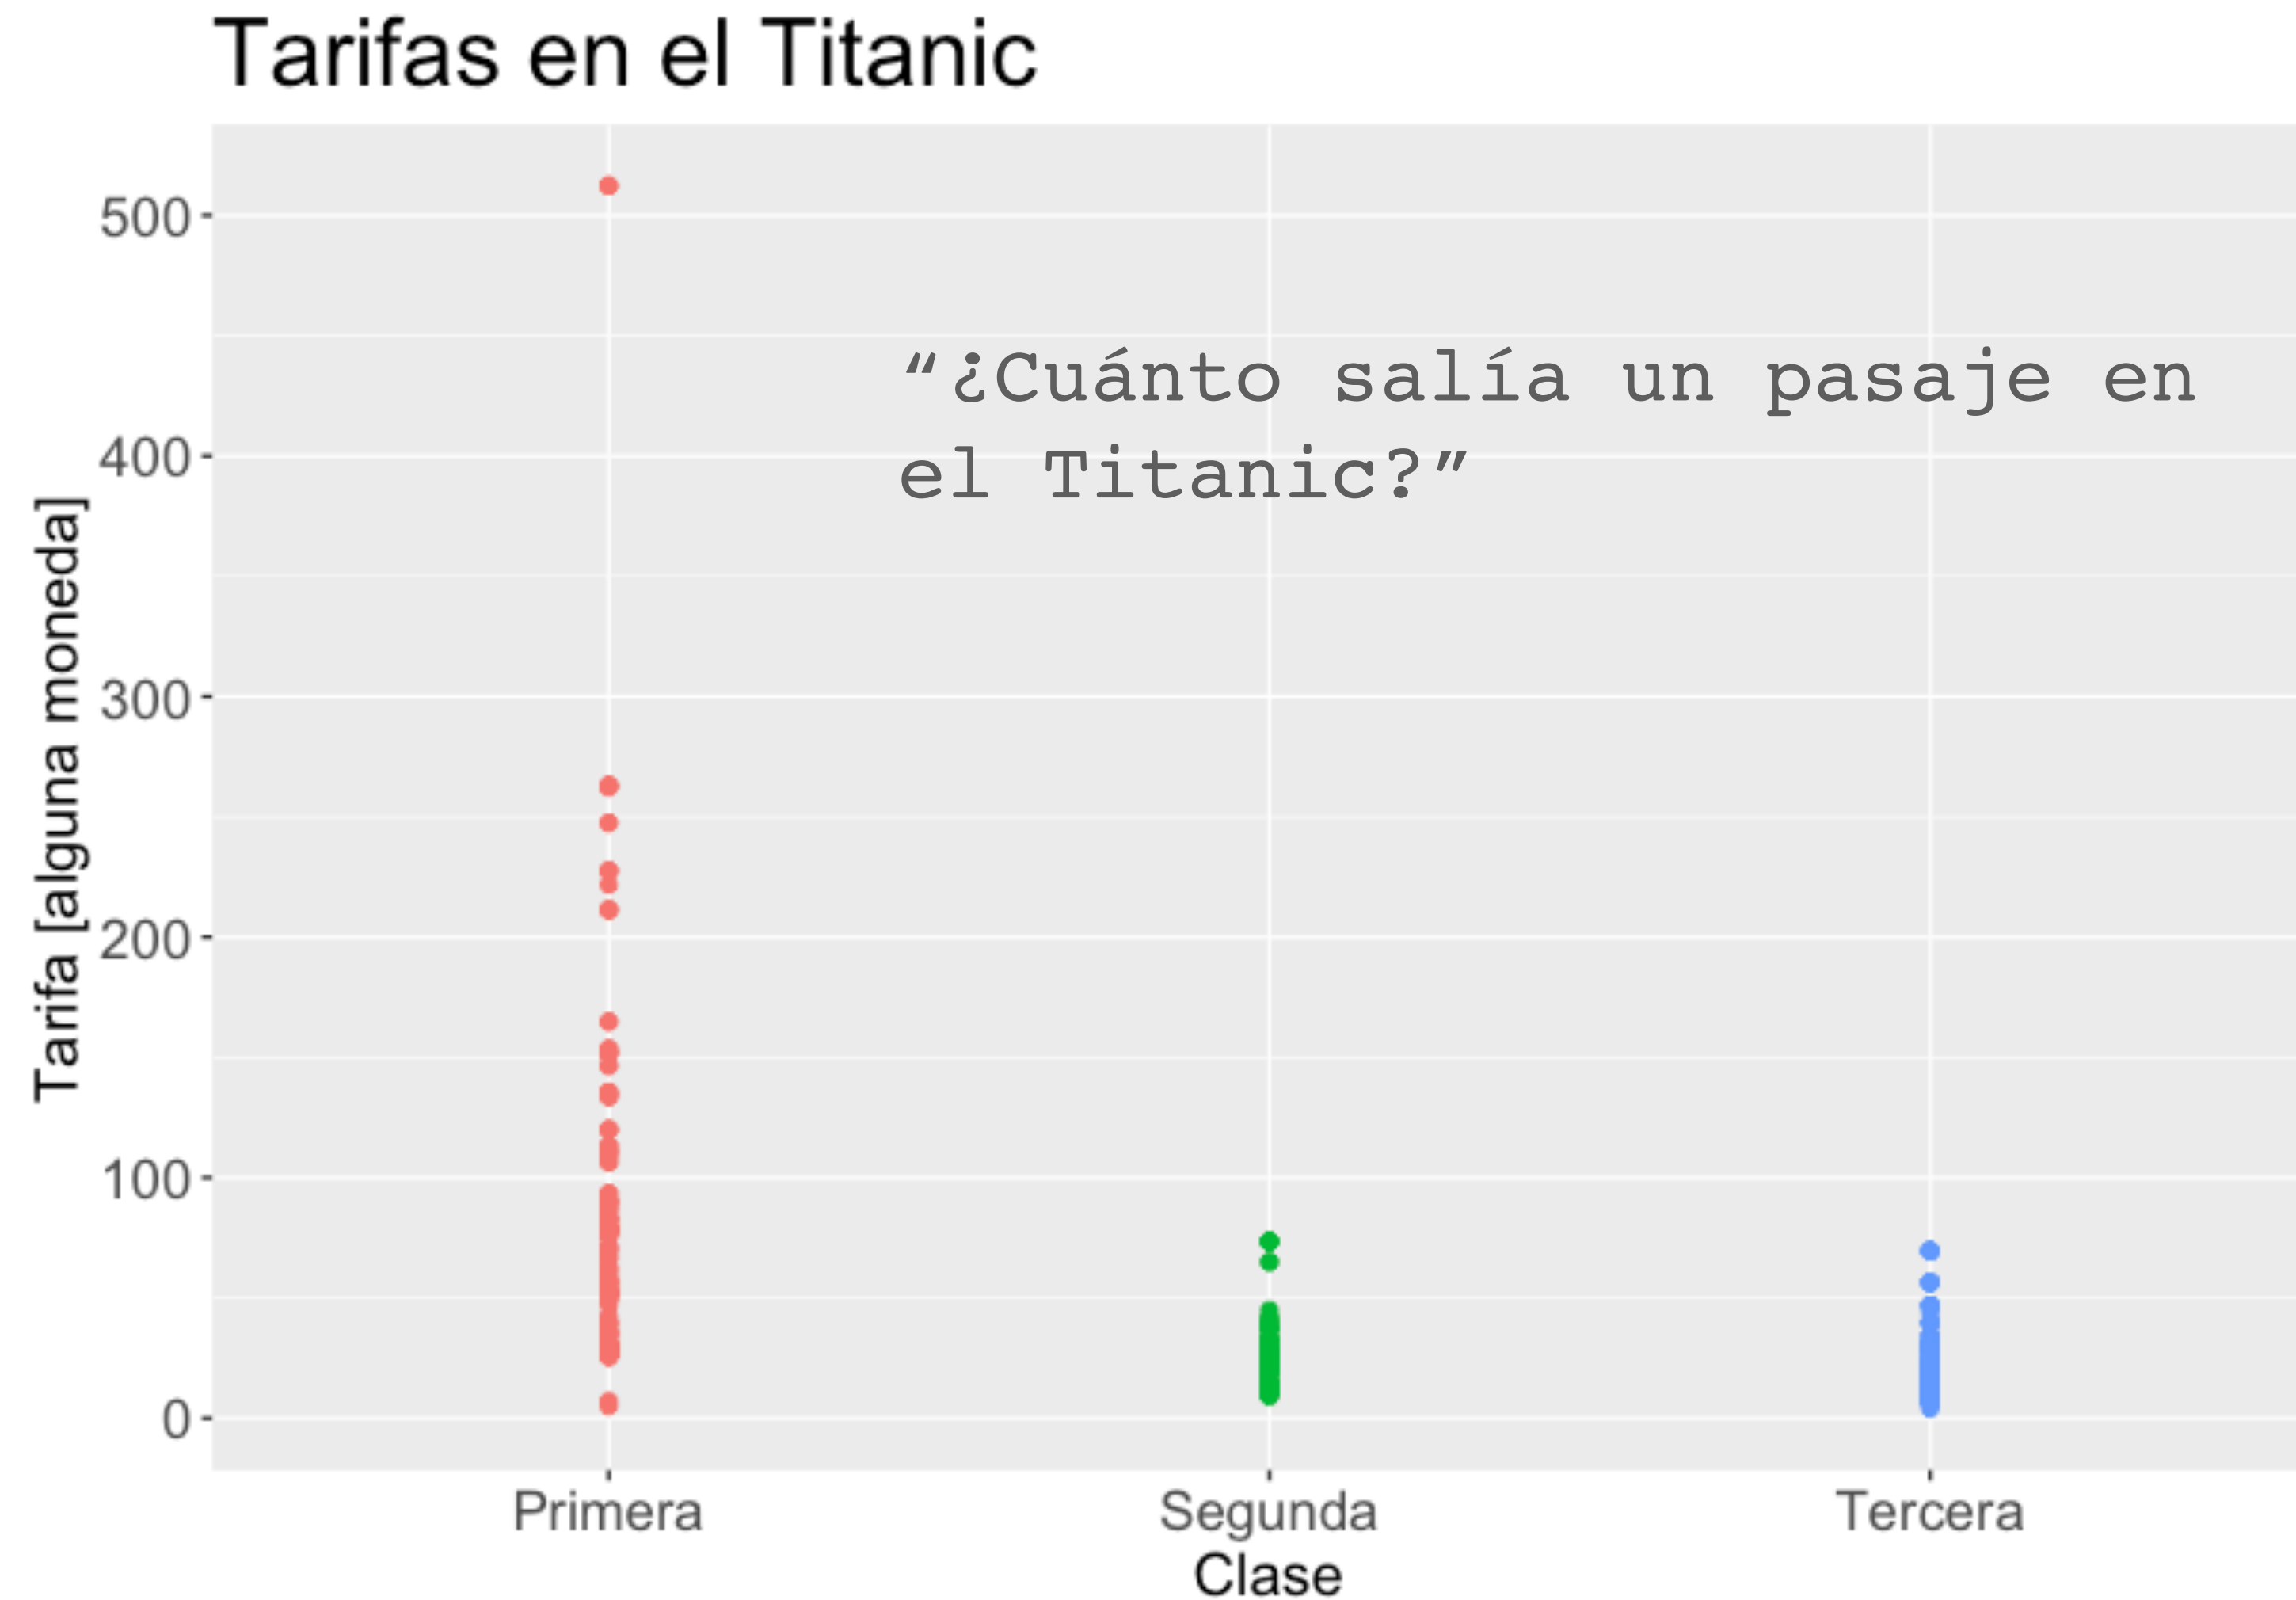 Tarifas en el Titanic
“¿Cuánto salía un pasaje en
el Titanic?”
Tarifa [alguna moneda]
500
400
300
200
100
0
Primera
Segunda
Tercera
Clase